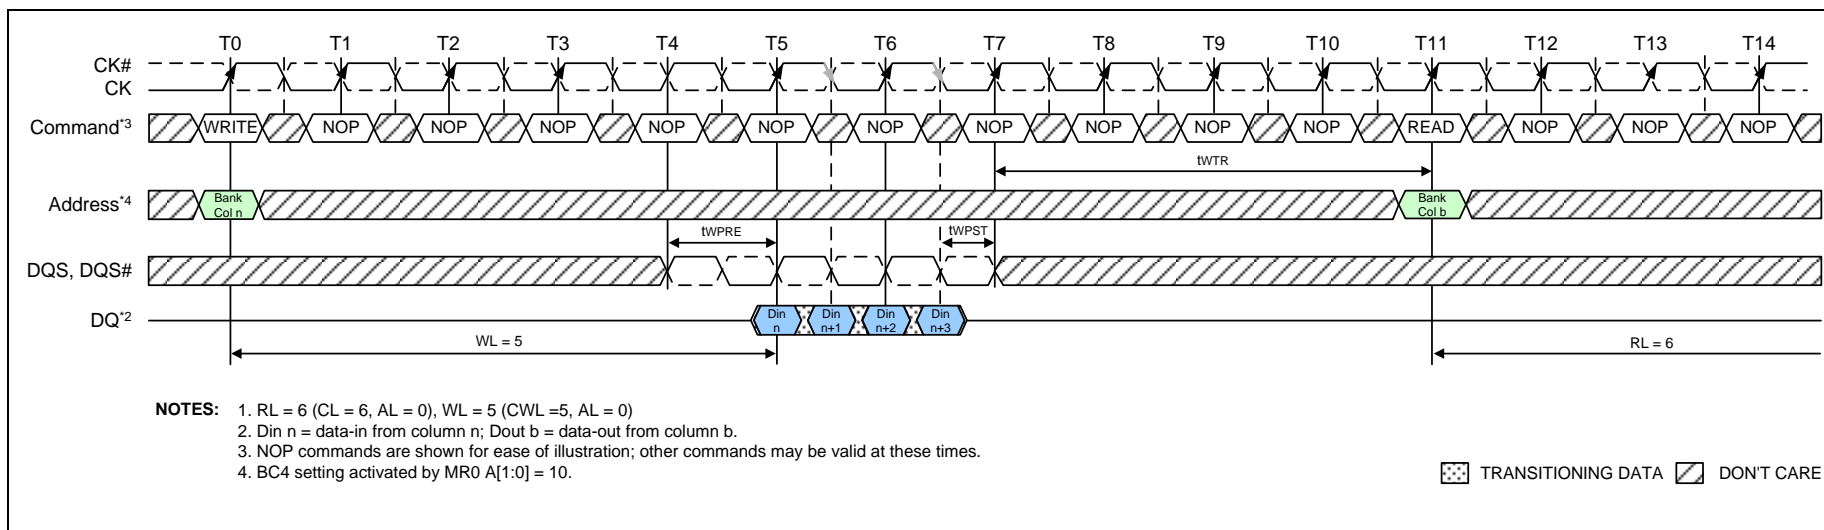 T0 T1 T2 T3 T4 T5 T6 T7 T8 T9 T10 T11 T12 T13 T14
CK#
CK
Command*3 WRITE NOP NOP NOP NOP NOP NOP NOP NOP NOP NOP READ NOP NOP NOP
tWTR
Address*4 Bank Col n Bank Col b
tWPRE tWPST
DQS, DQS#
DQ*2 Din n Din n+1 Din n+2 Din n+3
WL = 5 RL = 6
NOTES: 1. RL = 6 (CL = 6, AL = 0), WL = 5 (CWL =5, AL = 0)
2. Din n = data-in from column n; Dout b = data-out from column b.
3. NOP commands are shown for ease of illustration; other commands may be valid at these times.
4. BC4 setting activated by MR0 A[1:0] = 10.
TRANSITIONING DATA DON'T CARE